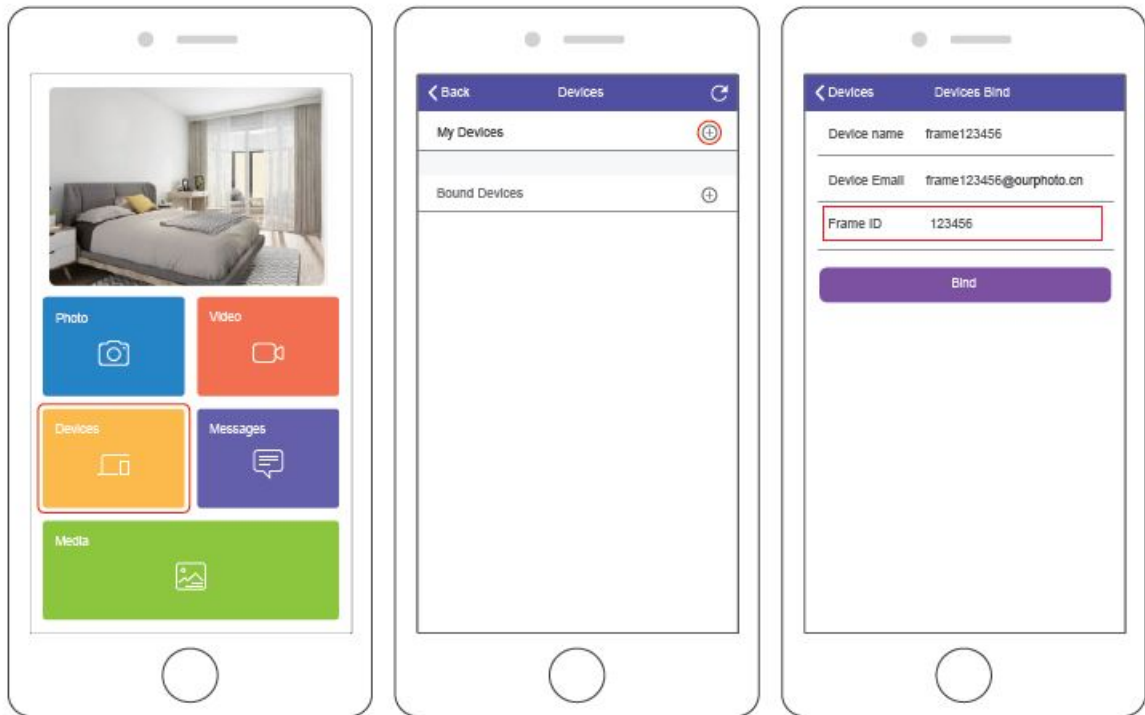 Photo
Video
Devices
Messages
Media
Back Devices
My Devices
Bound Devices
Devices Devices Bind
Device name frame123456
Device Email frame123456@ourphoto.cn
Frame ID 123456
Bind